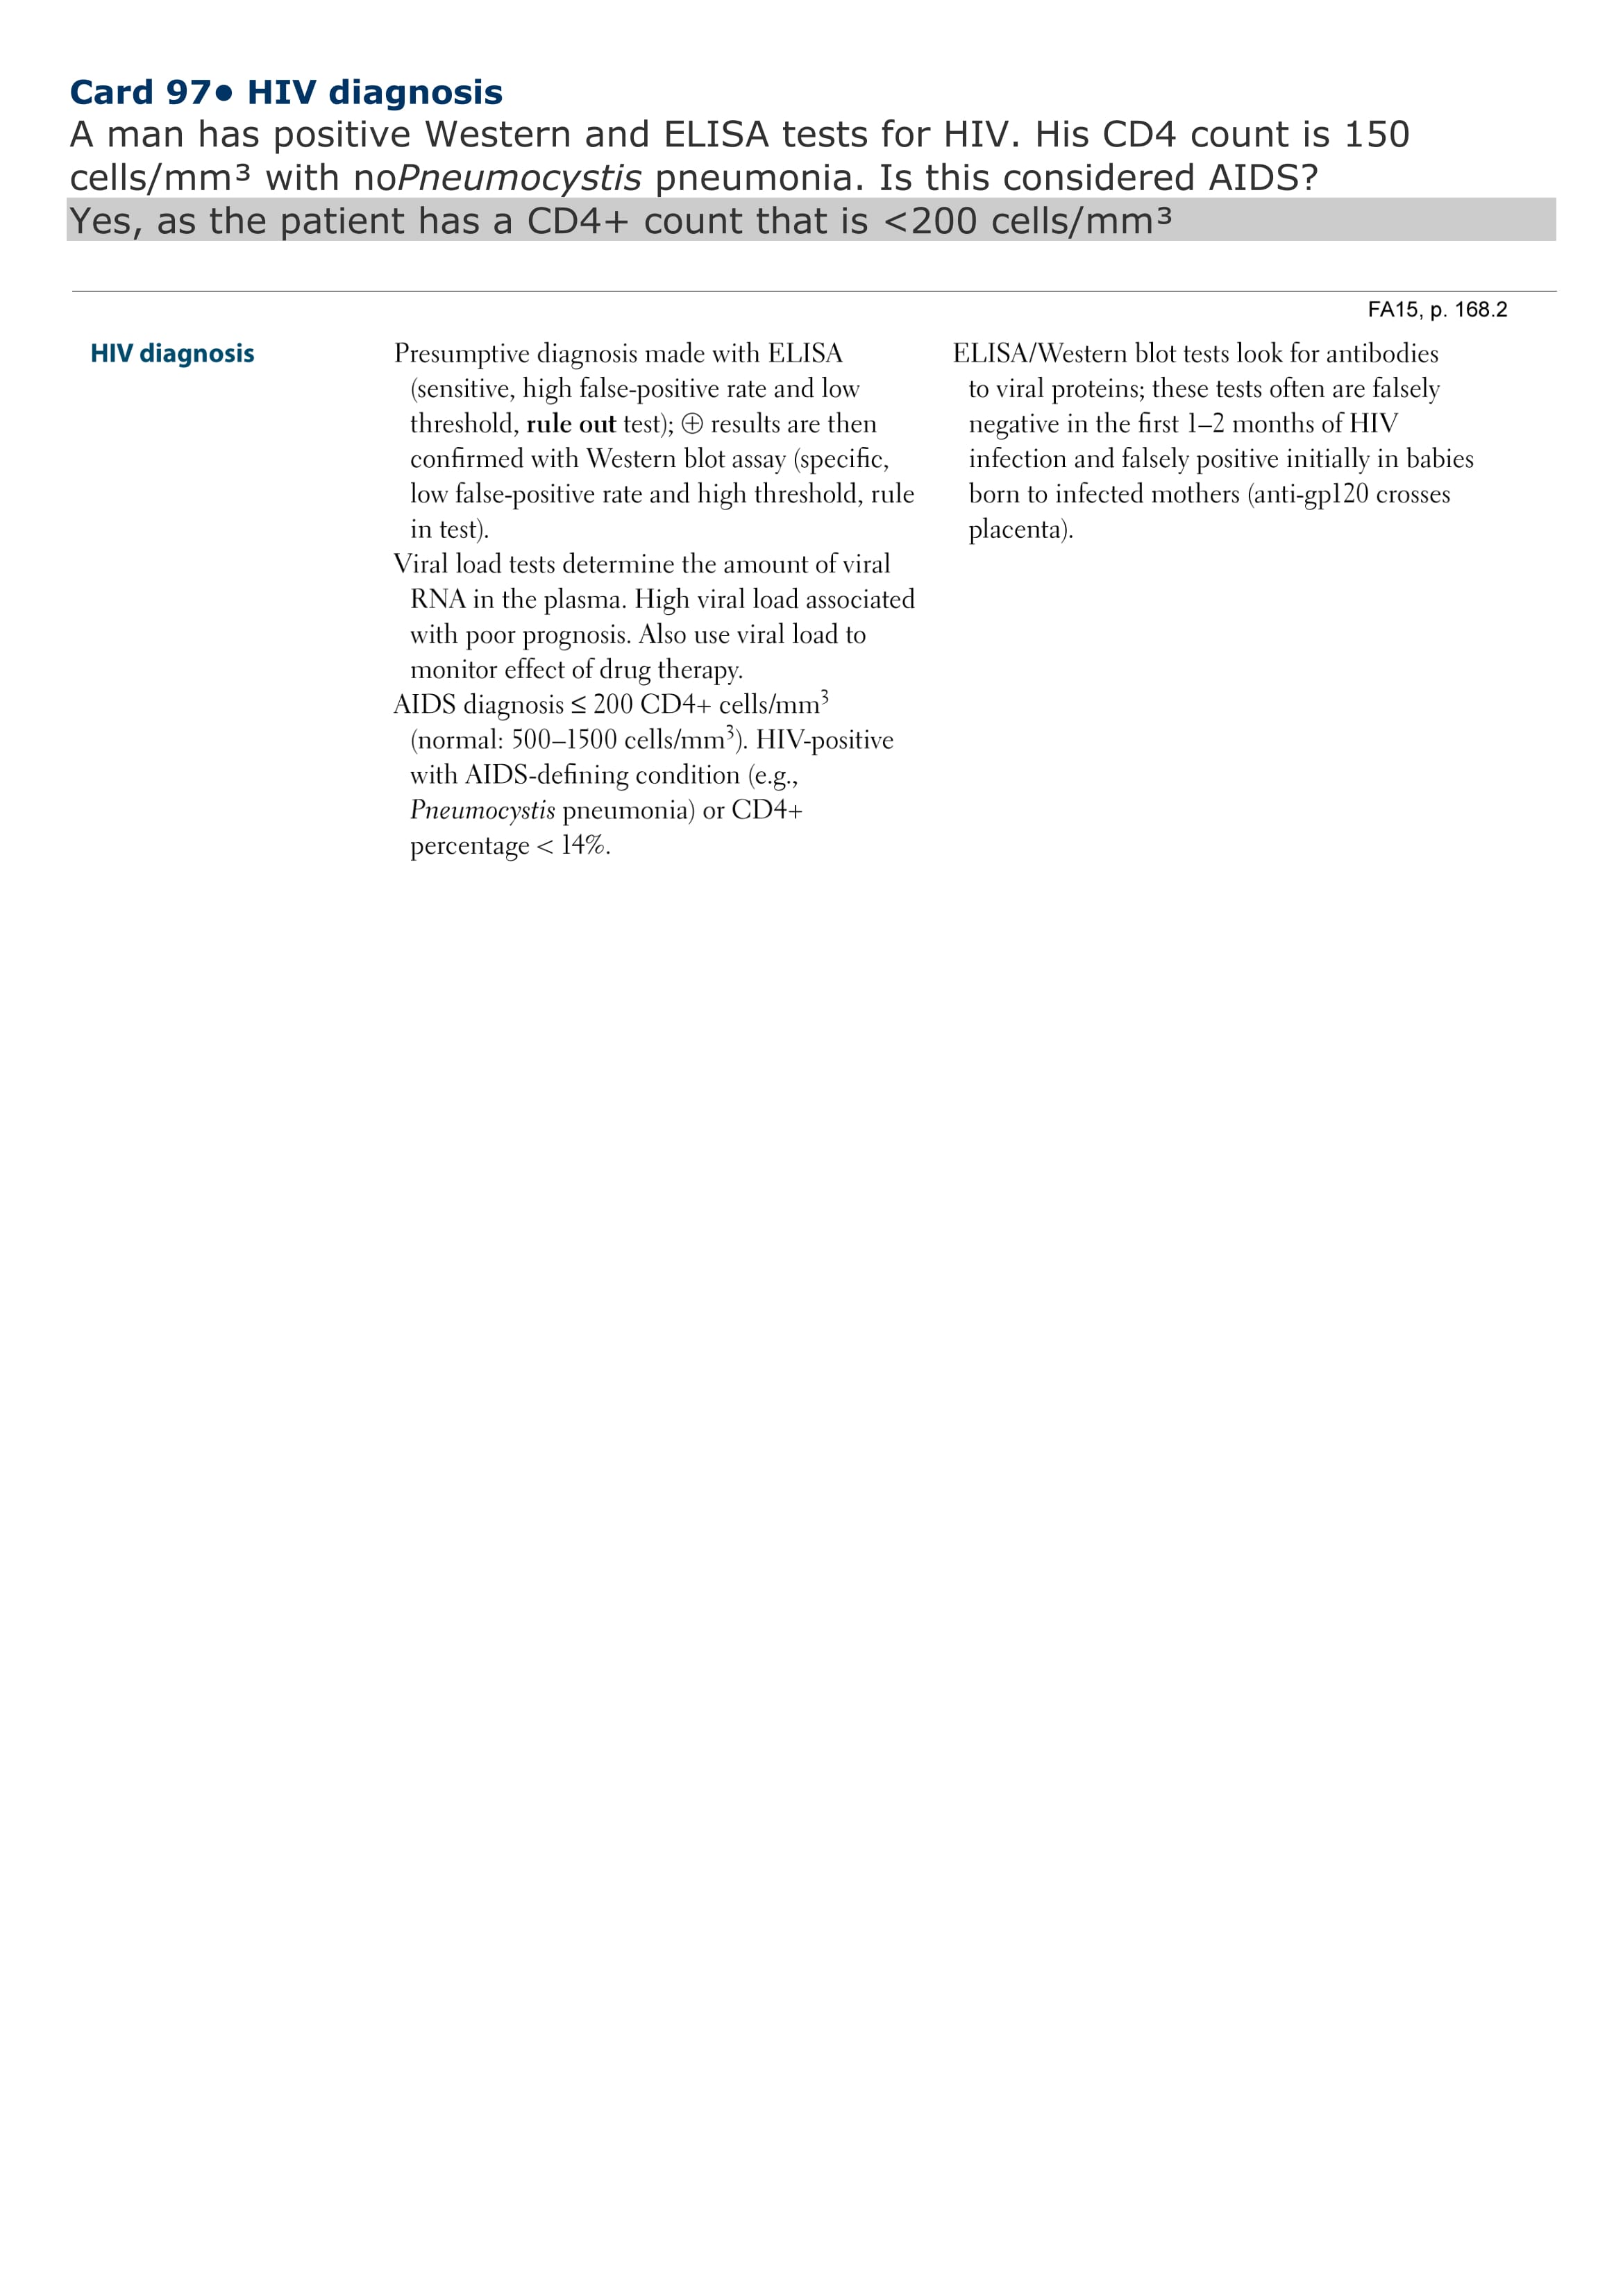 Card 97● HIV diagnosis
A man has positive Western and ELISA tests for HIV. His CD4 count is 150
cells/mm³ with noPneumocystis pneumonia. Is this considered AIDS?
Yes, as the patient has a CD4+ count that is <200 cells/mm³
FA15, p. 168.2
HIV diagnosis
Presumptive diagnosis made with ELISA
(sensitive, high false-positive rate and low
threshold, rule out test); ⊕ results are then
confirmed with Western blot assay (specific,
low false-positive rate and high threshold, rule
in test).
Viral load tests determine the amount of viral
RNA in the plasma. High viral load associated
with poor prognosis. Also use viral load to
monitor effect of drug therapy.
AIDS diagnosis ≤ 200 CD4+ cells/mm³
(normal: 500–1500 cells/mm³). HIV-positive
with AIDS-defining condition (e.g.,
Pneumocystis pneumonia) or CD4+
percentage < 14%.
ELISA/Western blot tests look for antibodies
to viral proteins; these tests often are falsely
negative in the first 1–2 months of HIV
infection and falsely positive initially in babies
born to infected mothers (anti-gp120 crosses
placenta).